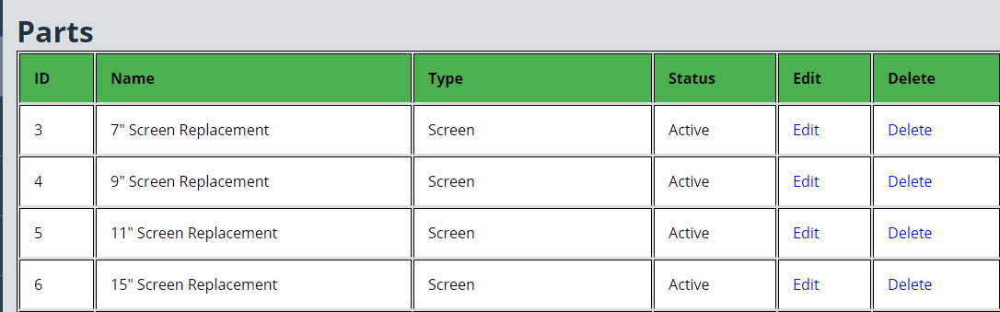 Parts
ID Name Type Status Edit Delete
3 7" Screen Replacement Screen Active Edit Delete
4 9" Screen Replacement Screen Active Edit Delete
5 11" Screen Replacement Screen Active Edit Delete
6 15" Screen Replacement Screen Active Edit Delete